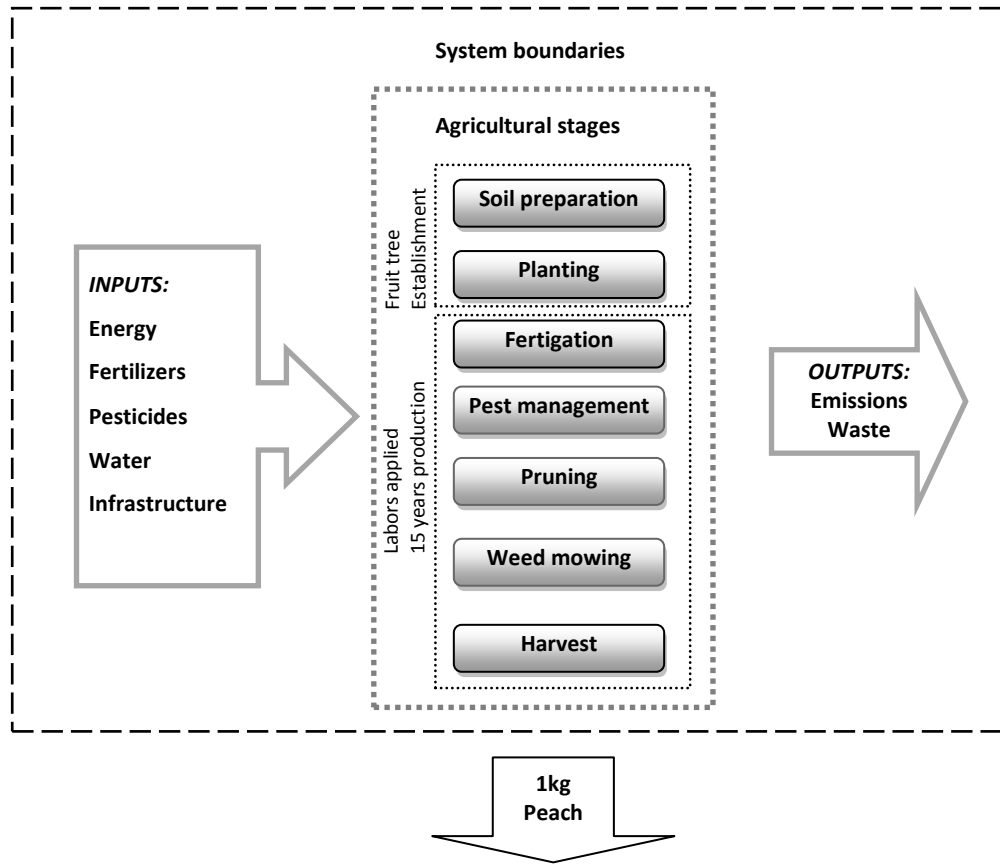 System boundaries
Agricultural stages
Fruit tree
Establishment
Soil preparation
Planting
INPUTS:
Energy
Fertilizers
Pesticides
Water
Infrastructure
Labors applied
15 years production
Fertigation
Pest management
Pruning
Weed mowing
Harvest
OUTPUTS:
Emissions
Waste
1kg
Peach